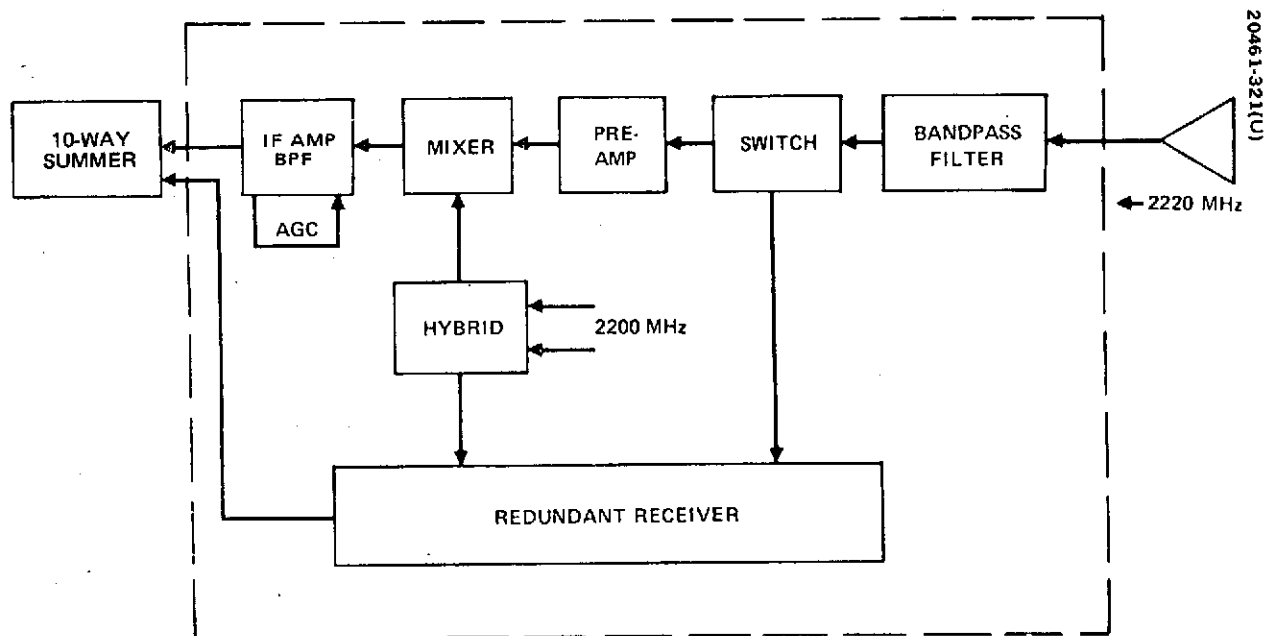 20461-321(U)
10-WAY
SUMMER
IF AMP
BPF
MIXER
PRE-
AMP
SWITCH
BANDPASS
FILTER
AGC
2220 MHz
HYBRID
2200 MHz
REDUNDANT RECEIVER